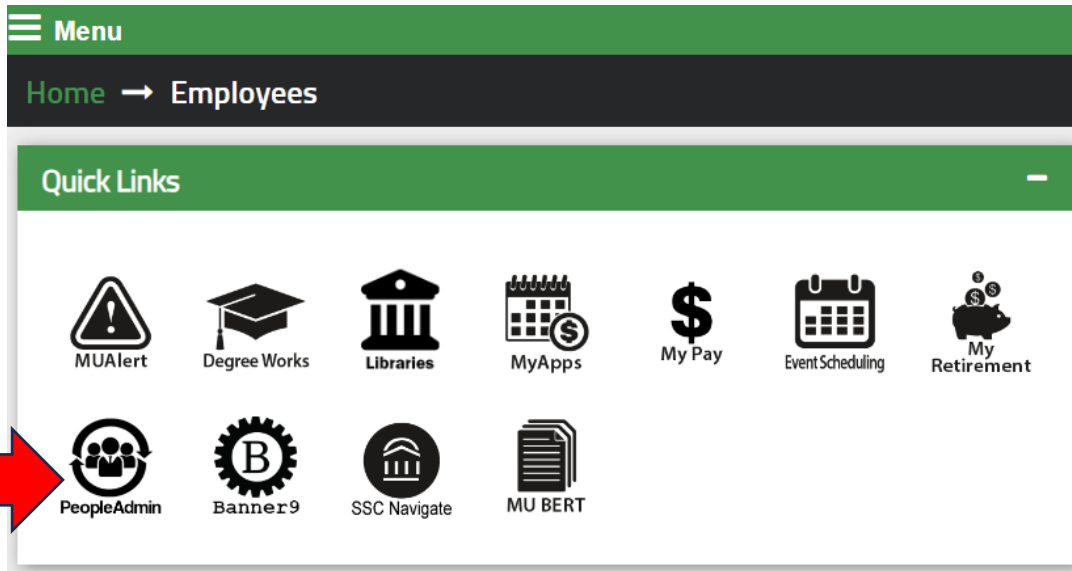 Menu
Home → Employees
Quick Links
MUAlert
Degree Works
Libraries
MyApps
My Pay
Event Scheduling
My
Retirement
PeopleAdmin
Banner9
SSC Navigate
MU BERT